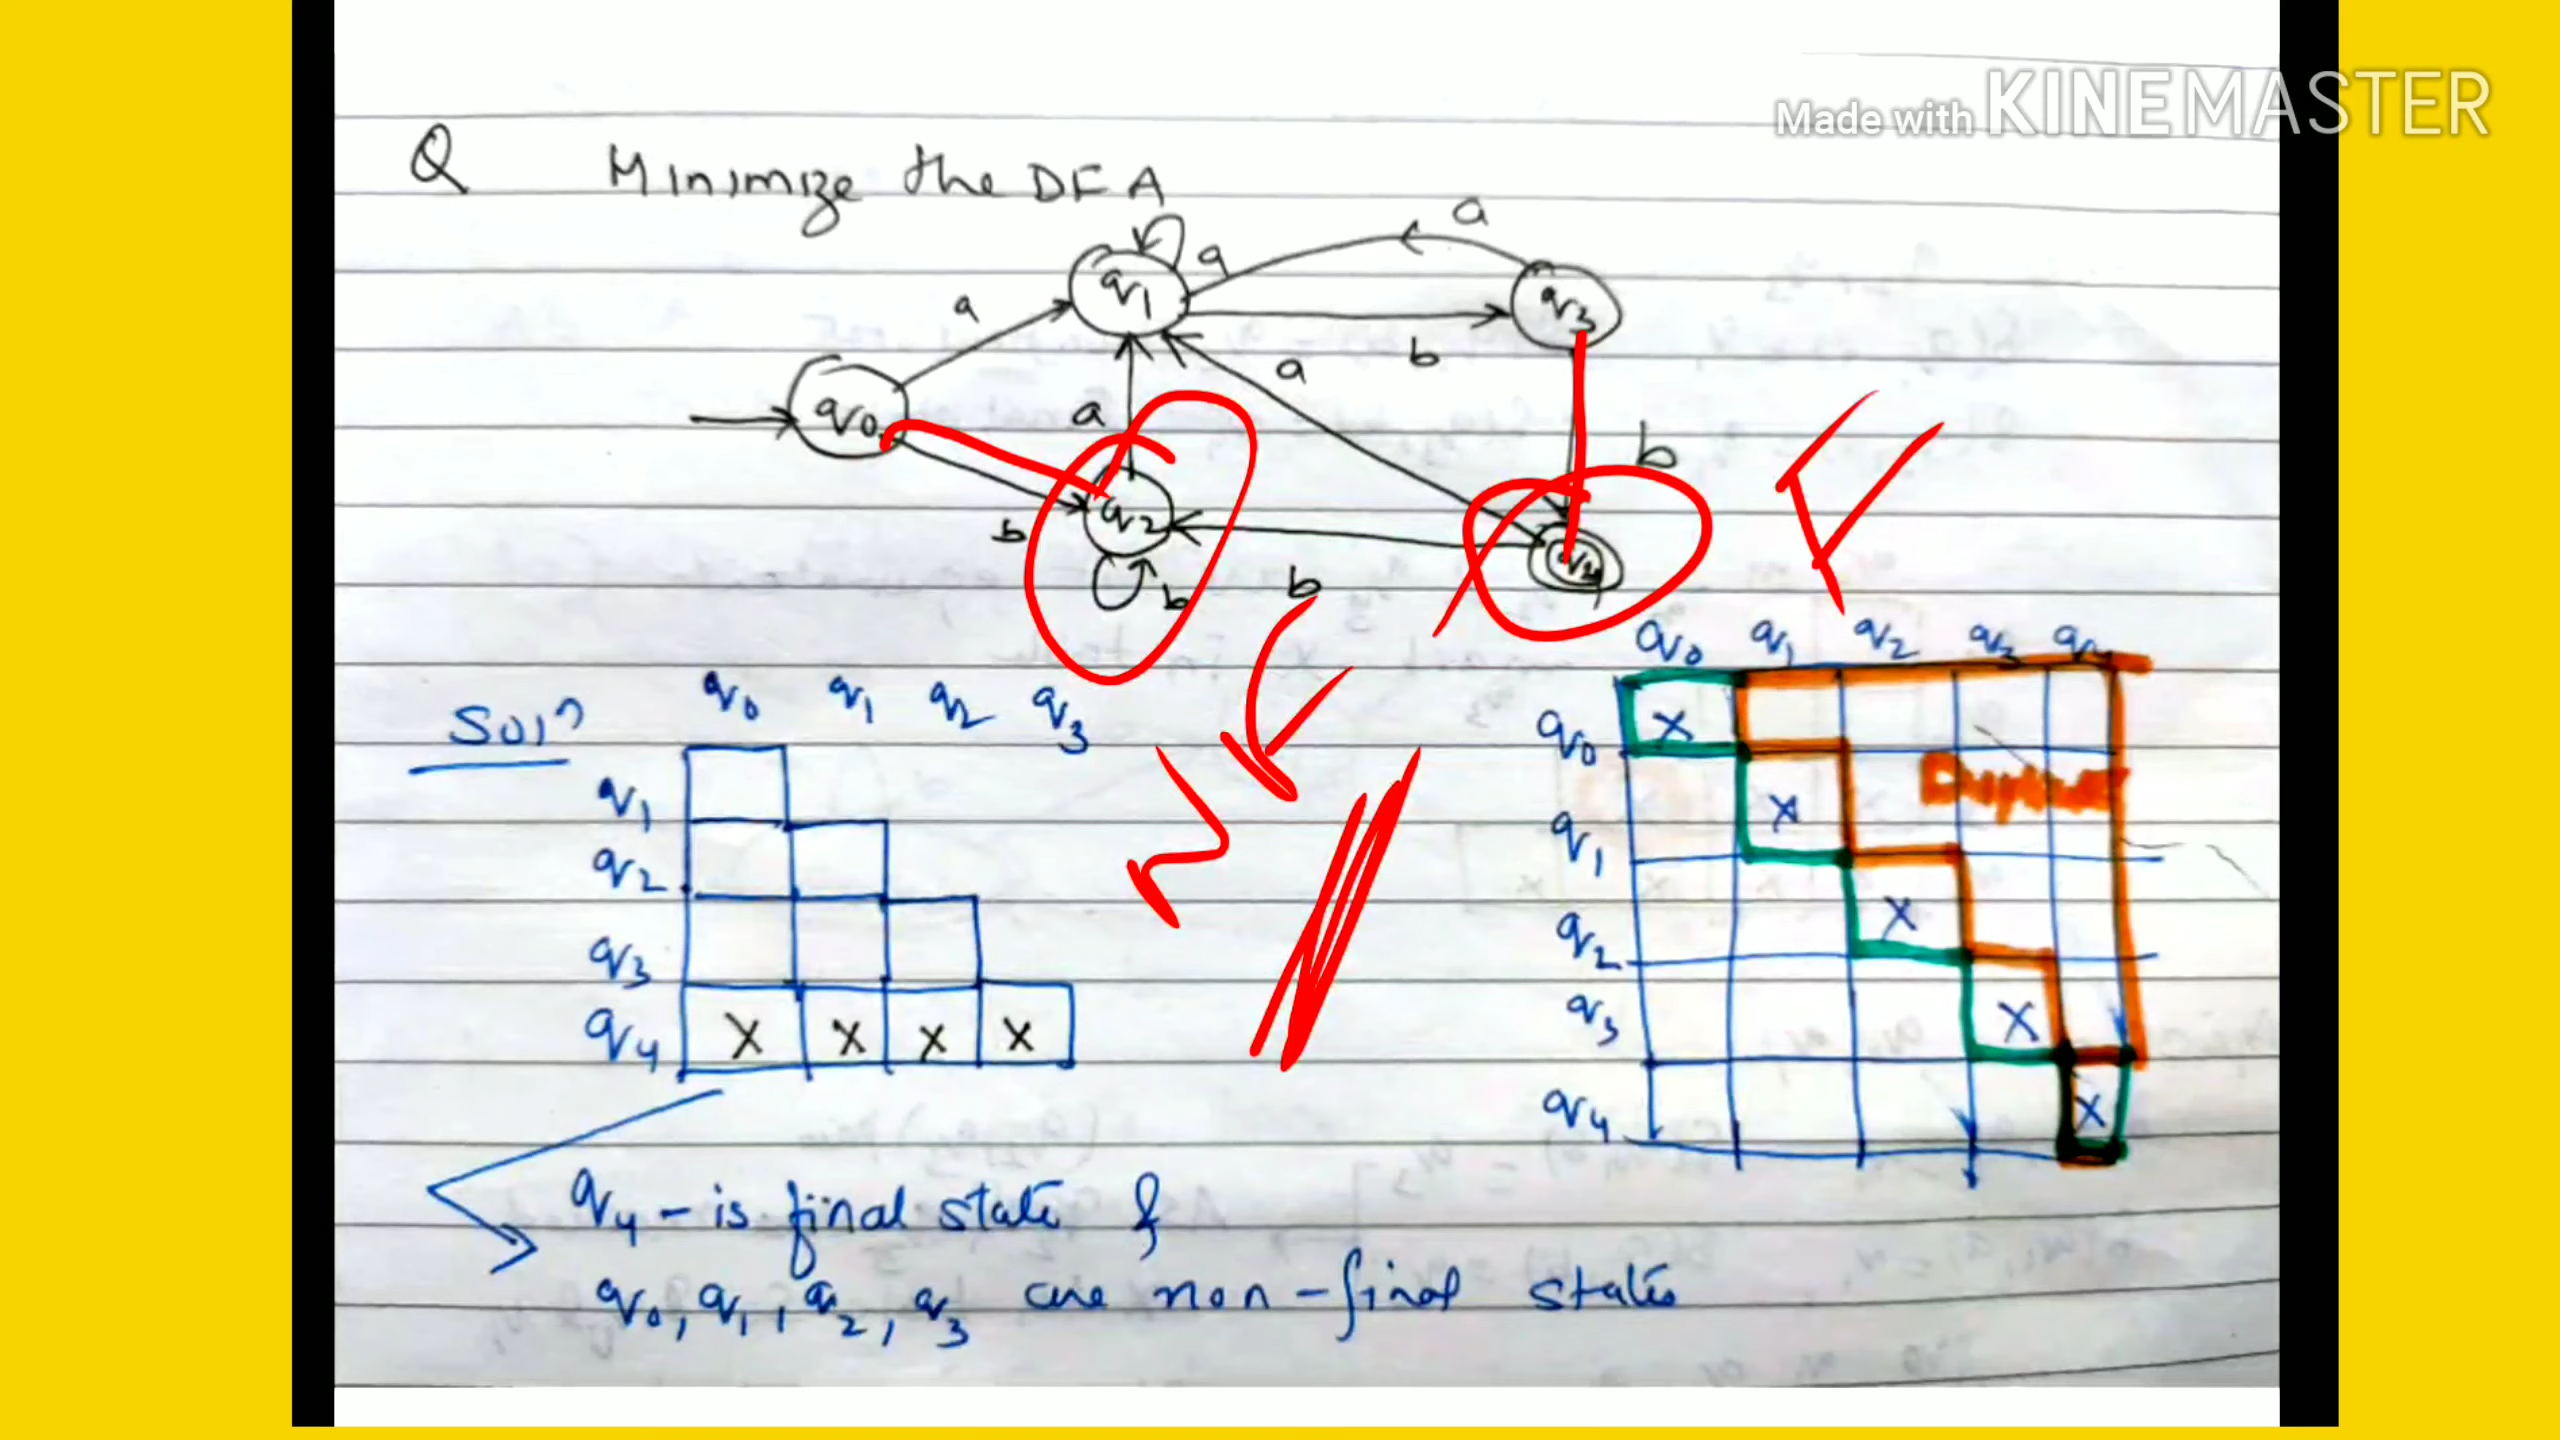 Made with KINEMASTER
Q Minimize the DFA
a
q1 a q3
a b
a
q0 a b
q2
b b b
q4
q0 q1 q2 q3 q4
Soln q0 q1 q2 q3
q0 X
q1
q1 X
q2
q2 X
q3
q3 X
q4 X X X X
q4 X
q4 - is final state &
q0, q1, q2, q3 are non-final states